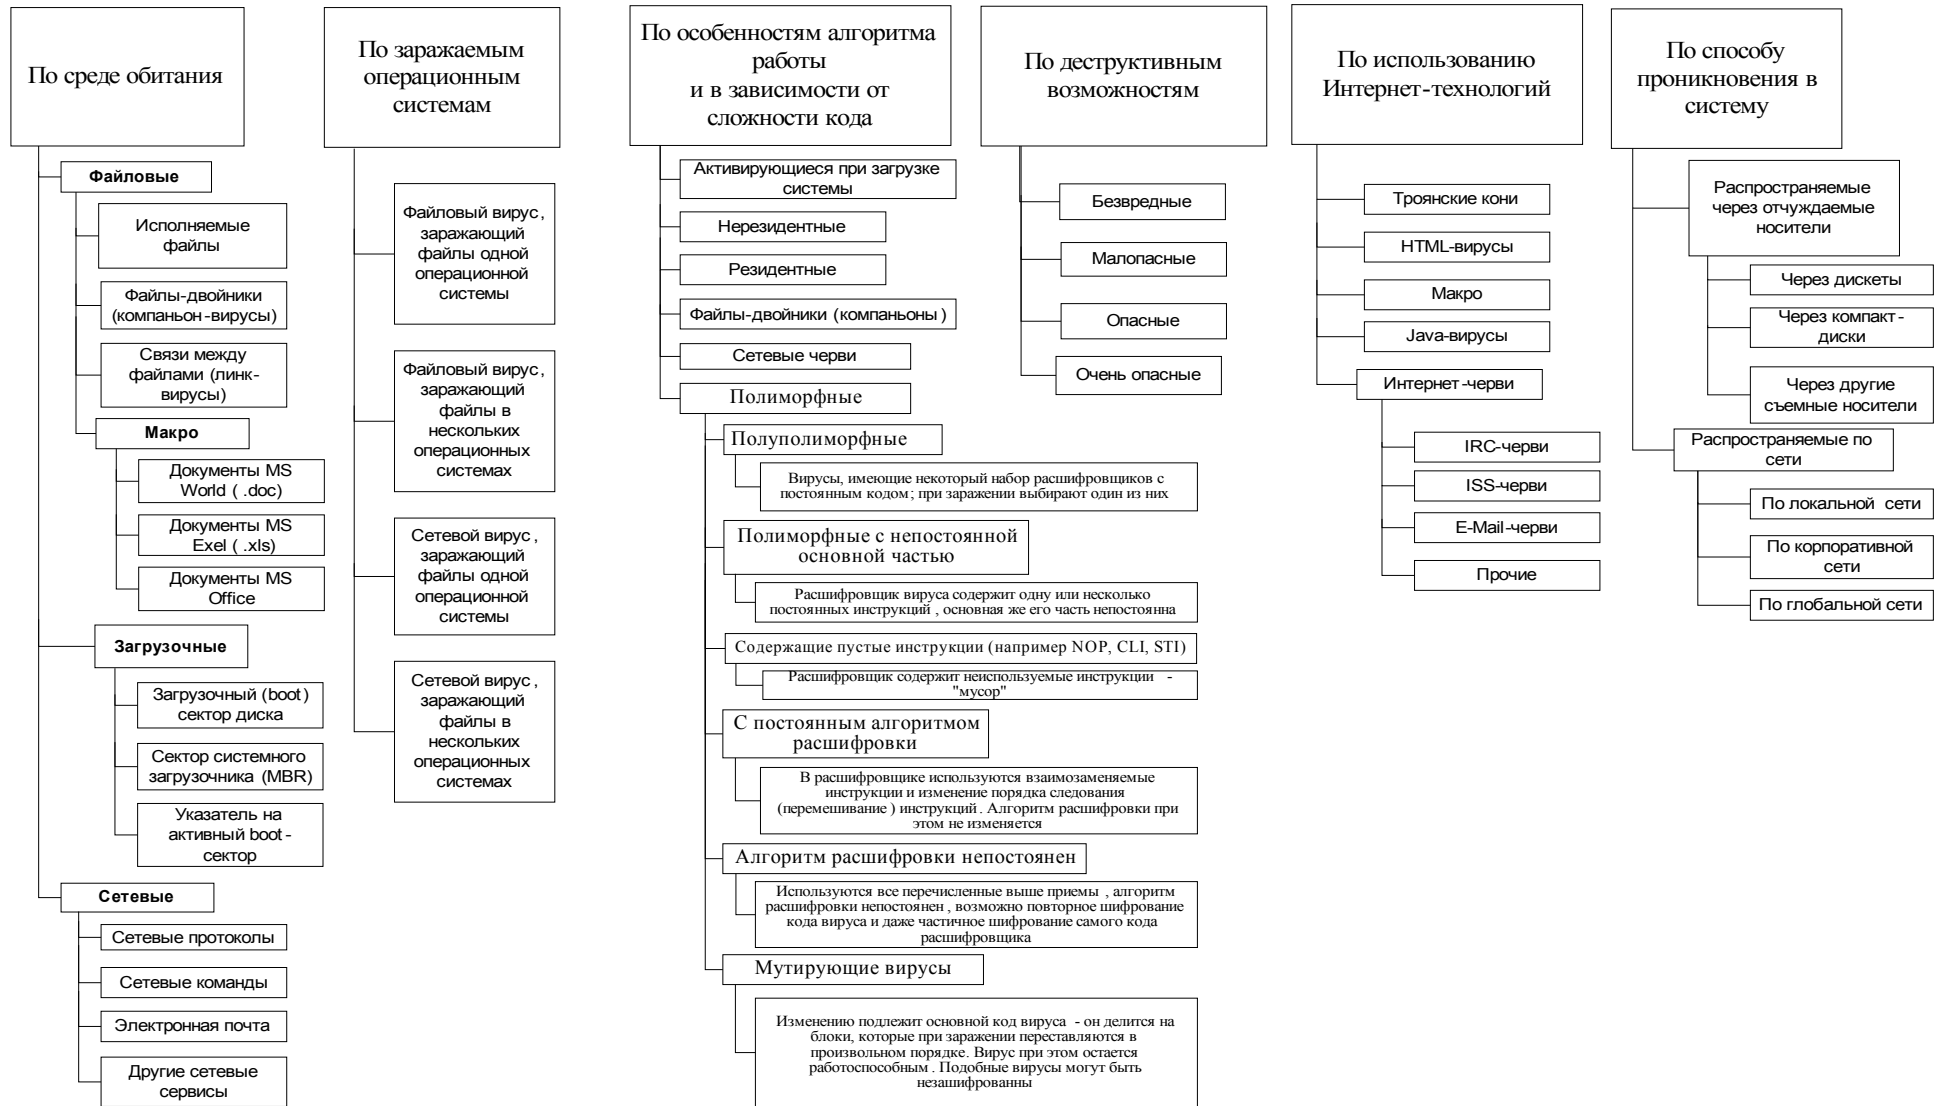 По среде обитания
Файловые
Исполняемые
файлы
Файлы-двойники
(компаньон-вирусы)
Связи между
файлами (линк-
вирусы)
Макро
Документы MS
World ( .doc)
Документы MS
Exel ( .xls)
Документы MS
Office
Загрузочные
Загрузочный (boot)
сектор диска
Сектор системного
загрузочника (MBR)
Указатель на
активный boot-
сектор
Сетевые
Сетевые протоколы
Сетевые команды
Электронная почта
Другие сетевые
сервисы
По заражаемым
операционным
системам
Файловый вирус,
заражающий
файлы одной
операционной
системы
Файловый вирус,
заражающий
файлы в
нескольких
операционных
системах
Сетевой вирус,
заражающий
файлы одной
операционной
системы
Сетевой вирус,
заражающий
файлы в
нескольких
операционных
системах
По особенностям алгоритма
работы
и в зависимости от
сложности кода
Активирующиеся при загрузке
системы
Нерезидентные
Резидентные
Файлы-двойники (компаньоны)
Сетевые черви
Полиморфные
Полуполиморфные
Вирусы, имеющие некоторый набор расшифровщиков с
постоянным кодом; при заражении выбирают один из них
Полиморфные с непостоянной
основной частью
Расшифровщик вируса содержит одну или несколько
постоянных инструкций, основная же его часть непостоянна
Содержащие пустые инструкции (например NOP, CLI, STI)
Расшифровщик содержит неиспользуемые инструкции -
"мусор"
С постоянным алгоритмом
расшифровки
В расшифровщике используются взаимозаменяемые
инструкции и изменение порядка следования
(перемешивание) инструкций. Алгоритм расшифровки при
этом не изменяется
Алгоритм расшифровки непостоянен
Используются все перечисленные выше приемы, алгоритм
расшифровки непостоянен, возможно повторное шифрование
кода вируса и даже частичное шифрование самого кода
расшифровщика
Мутирующие вирусы
Изменению подлежит основной код вируса - он делится на
блоки, которые при заражении переставляются в
произвольном порядке. Вирус при этом остается
работоспособным. Подобные вирусы могут быть
незашифрованны
По деструктивным
возможностям
Безвредные
Малопасные
Опасные
Очень опасные
По использованию
Интернет-технологий
Троянские кони
HTML-вирусы
Макро
Java-вирусы
Интернет-черви
IRC-черви
ISS-черви
E-Mail-черви
Прочие
По способу
проникновения в
систему
Распространяемые
через отчуждаемые
носители
Через дискеты
Через компакт-
диски
Через другие
съемные носители
Распространяемые по
сети
По локальной сети
По корпоративной
сети
По глобальной сети